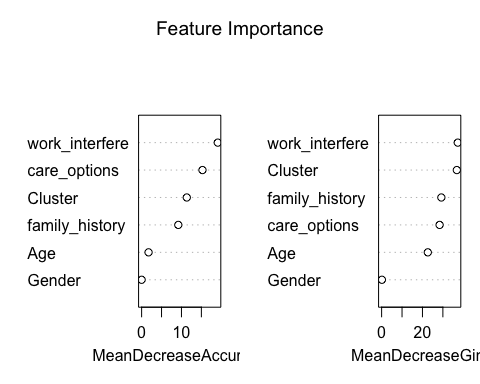 Feature Importance
work_interfere
care_options
Cluster
family_history
Age
Gender
0 10
MeanDecreaseAccur
work_interfere
Cluster
family_history
care_options
Age
Gender
0 20
MeanDecreaseGin